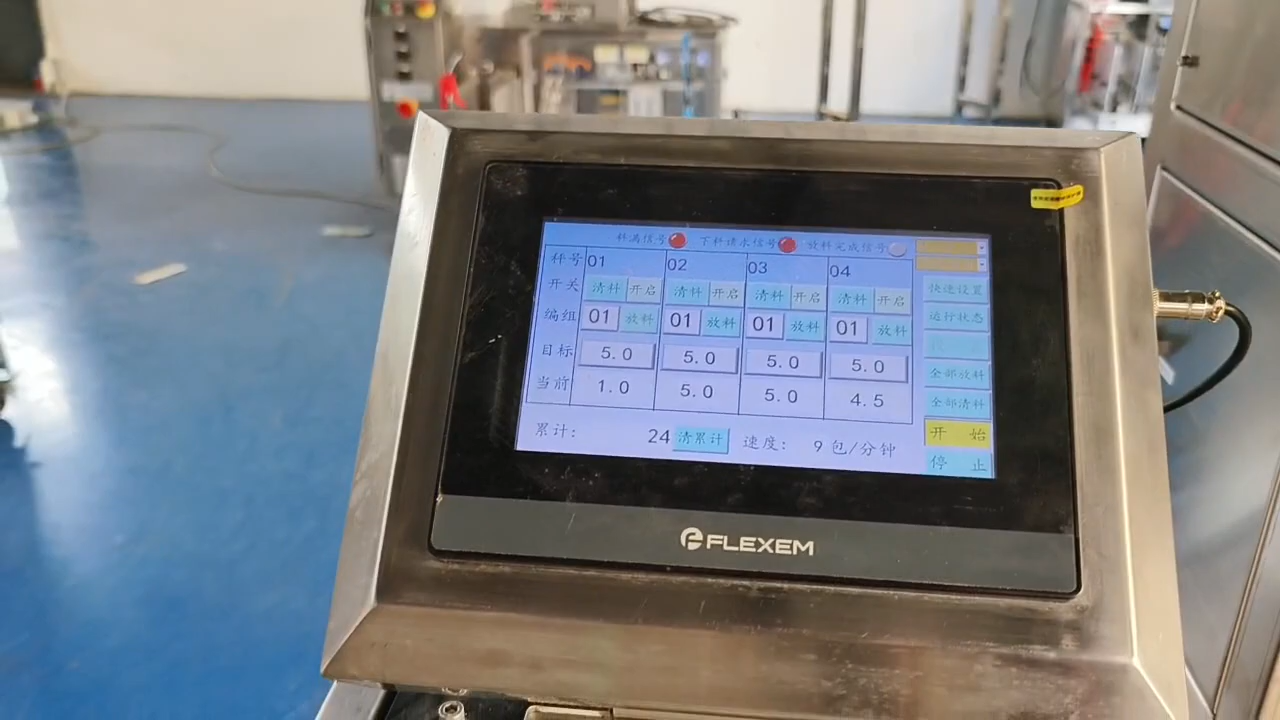 料满信号 下料请求信号 放料完成信号
秤号 01 02 03 04
开关 清料 开启 清料 开启 清料 开启 清料 开启
编组 01 放料 01 放料 01 放料 01 放料
目标 5.0 5.0 5.0 5.0
当前 1.0 5.0 5.0 4.5
累计: 24 清累计 速度: 9 包/分钟
快速设置
运行状态
全部放料
全部清料
开 始
停 止
FLEXEM